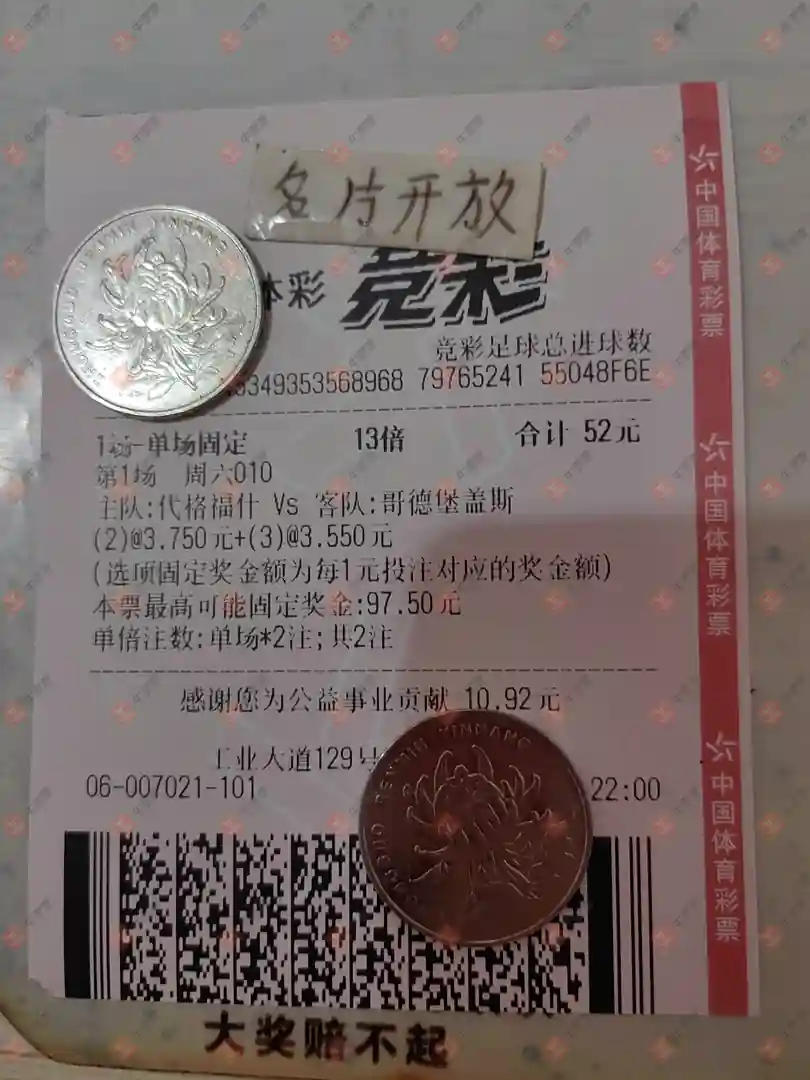 名片开放
体彩 竞彩
竞彩足球总进球数
5349353568968 79765241 55048F6E
1场-单场固定 13倍 合计 52元
第1场 周六010
主队:代格福什 Vs 客队:哥德堡盖斯
(2)@3.750元+(3)@3.550元
(选项固定奖金额为每1元投注对应的奖金额)
本票最高可能固定奖金:97.50元
单倍注数:单场*2注;共2注
感谢您为公益事业贡献 10.92元
工业大道129号
06-007021-101 22:00
大奖赔不起
中国体育彩票
中国体育彩票
中国体育彩票